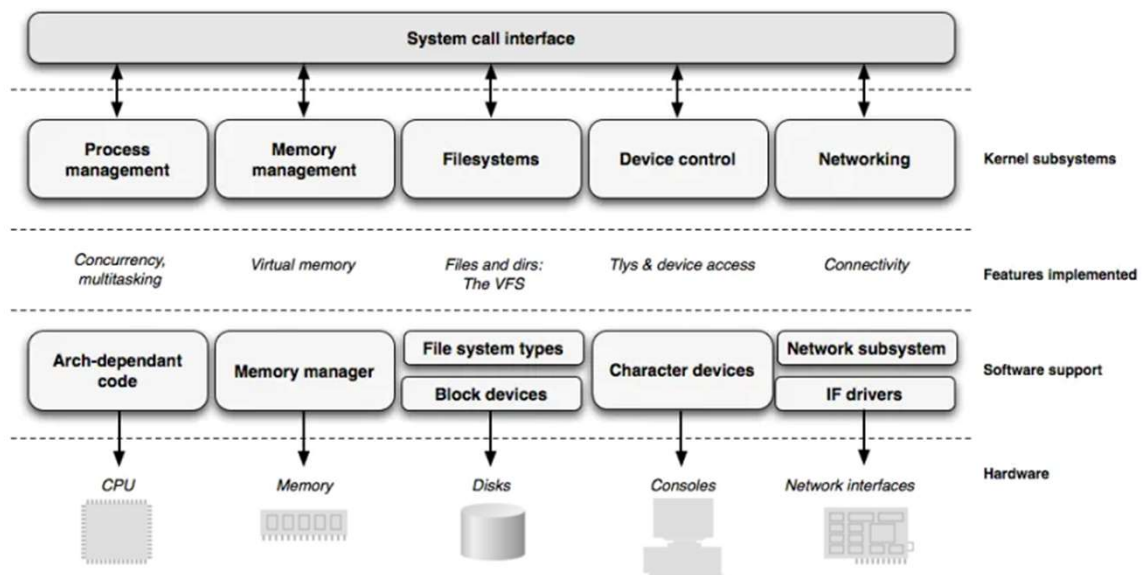 System call interface
Process
management
Memory
management
Filesystems
Device control
Networking
Kernel subsystems
Concurrency,
multitasking
Virtual memory
Files and dirs:
The VFS
Tlys & device access
Connectivity
Features implemented
Arch-dependant
code
Memory manager
File system types
Block devices
Character devices
Network subsystem
IF drivers
Software support
CPU
Memory
Disks
Consoles
Network interfaces
Hardware